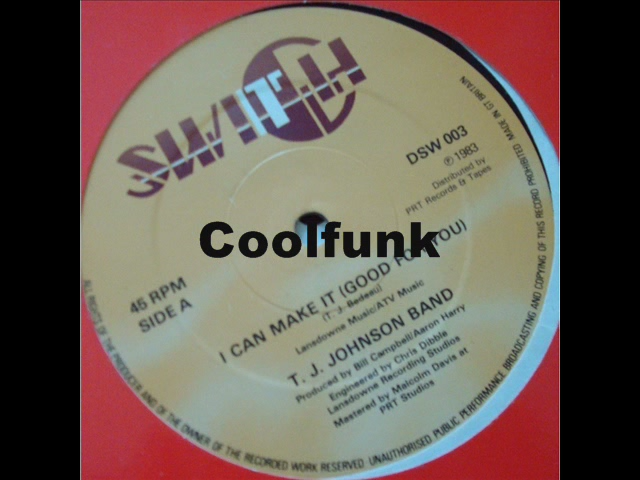 SWITCH
DSW 003
℗ 1983
Distributed by
PRT Records & Tapes
45 RPM
SIDE A
Coolfunk
I CAN MAKE IT (GOOD FOR YOU)
(T. J. Bedeau)
Lansdowne Music/ATV Music
T. J. JOHNSON BAND
Produced by Bill Campbell/Aaron Harry
Engineered by Chris Dibble
Lansdowne Recording Studios
Mastered by Malcolm Davis at
PRT Studios
ALL RIGHTS OF THE PRODUCER AND OF THE OWNER OF THE RECORDED WORK RESERVED UNAUTHORISED PUBLIC PERFORMANCE BROADCASTING AND COPYING OF THIS RECORD PROHIBITED MADE IN GT BRITAIN